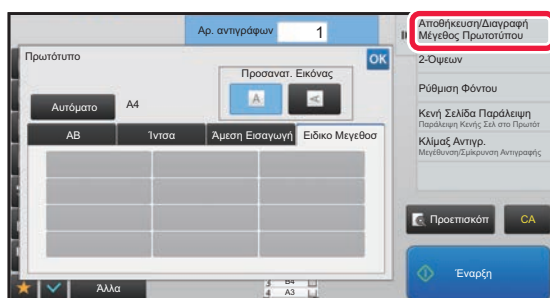 Αρ. αντιγράφων 1
Αποθήκευση/Διαγραφή
Μέγεθος Πρωτοτύπου
Πρωτότυπο
OK
2-Όψεων
Προσανατ. Εικόνας
Ρύθμιση Φόντου
Αυτόματο A4
A A
Κενή Σελίδα Παράλειψη
Παράλειψη Κενής Σελ στο Πρωτότ
AB Ίντσα Άμεση Εισαγωγή Ειδικο Μεγεθοσ
Κλίμαξ Αντιγρ.
Μεγέθυνση/Σμίκρυνση Αντιγραφής
Προεπισκόπ CA
Έναρξη
Άλλα
3 B4
4 A3